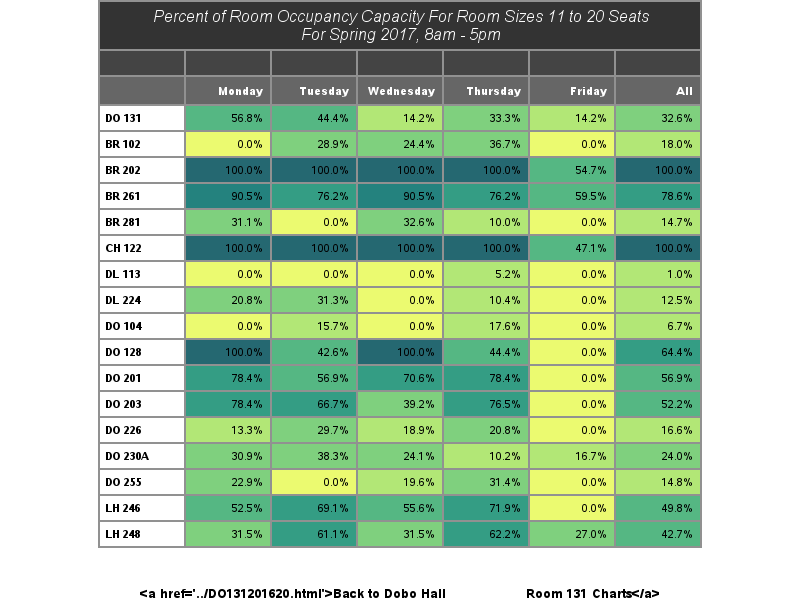 Percent of Room Occupancy Capacity For Room Sizes 11 to 20 Seats
For Spring 2017, 8am - 5pm
Monday Tuesday Wednesday Thursday Friday All
DO 131 56.8% 44.4% 14.2% 33.3% 14.2% 32.6%
BR 102 0.0% 28.9% 24.4% 36.7% 0.0% 18.0%
BR 202 100.0% 100.0% 100.0% 100.0% 54.7% 100.0%
BR 261 90.5% 76.2% 90.5% 76.2% 59.5% 78.6%
BR 281 31.1% 0.0% 32.6% 10.0% 0.0% 14.7%
CH 122 100.0% 100.0% 100.0% 100.0% 47.1% 100.0%
DL 113 0.0% 0.0% 0.0% 5.2% 0.0% 1.0%
DL 224 20.8% 31.3% 0.0% 10.4% 0.0% 12.5%
DO 104 0.0% 15.7% 0.0% 17.6% 0.0% 6.7%
DO 128 100.0% 42.6% 100.0% 44.4% 0.0% 64.4%
DO 201 78.4% 56.9% 70.6% 78.4% 0.0% 56.9%
DO 203 78.4% 66.7% 39.2% 76.5% 0.0% 52.2%
DO 226 13.3% 29.7% 18.9% 20.8% 0.0% 16.6%
DO 230A 30.9% 38.3% 24.1% 10.2% 16.7% 24.0%
DO 255 22.9% 0.0% 19.6% 31.4% 0.0% 14.8%
LH 246 52.5% 69.1% 55.6% 71.9% 0.0% 49.8%
LH 248 31.5% 61.1% 31.5% 62.2% 27.0% 42.7%
<a href='../DO131201620.html'>Back to Dobo Hall Room 131 Charts</a>